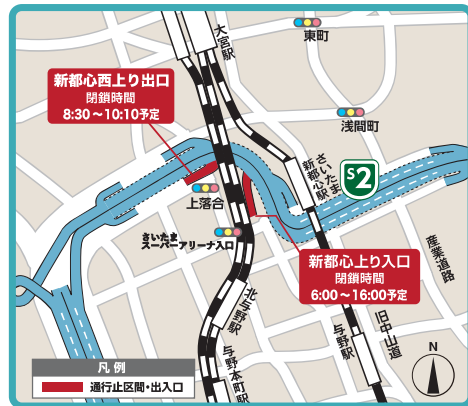 大宮駅
東町
新都心西上り出口
閉鎖時間
8:30～10:10予定
浅間町
さいたま
新都心駅
S2
上落合
さいたま
スーパーアリーナ入口
新都心上り入口
閉鎖時間
6:00～16:00予定
産業道路
北与野駅
旧中山道
与野駅
与野本町駅
N
凡例
通行止区間・出入口